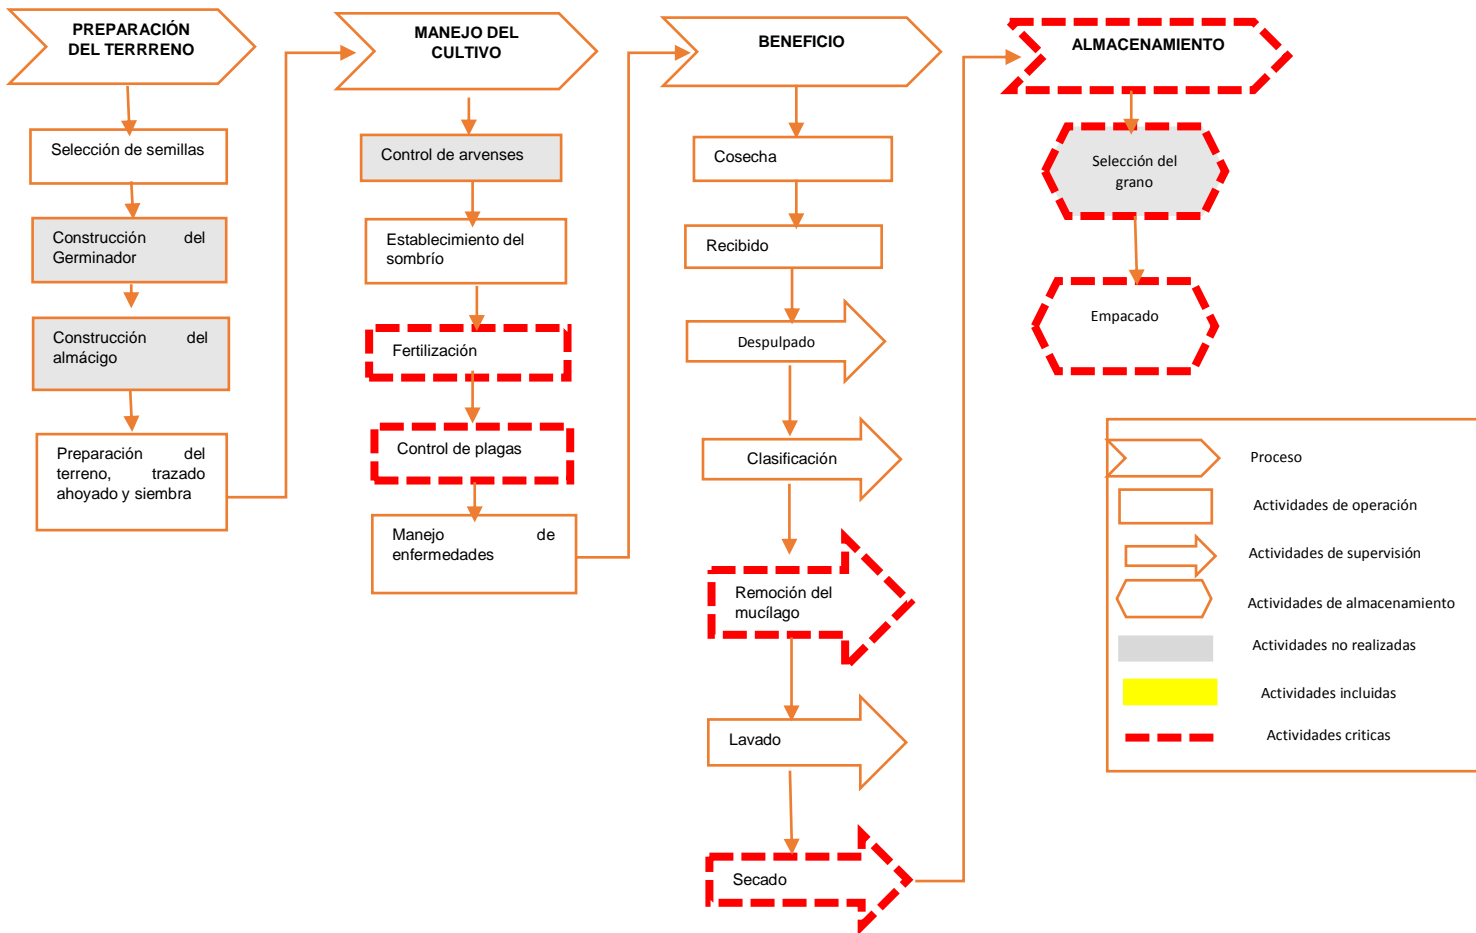 PREPARACIÓN
DEL TERRRENO
Selección de semillas
Construcción del
Germinador
Construcción del
almácigo
Preparación del
terreno, trazado
ahoyado y siembra
MANEJO DEL
CULTIVO
Control de arvenses
Establecimiento del
sombrío
Fertilización
Control de plagas
Manejo de
enfermedades
BENEFICIO
Cosecha
Recibido
Despulpado
Clasificación
Remoción del
mucílago
Lavado
Secado
ALMACENAMIENTO
Selección del
grano
Empacado
Proceso
Actividades de operación
Actividades de supervisión
Actividades de almacenamiento
Actividades no realizadas
Actividades incluidas
Actividades criticas